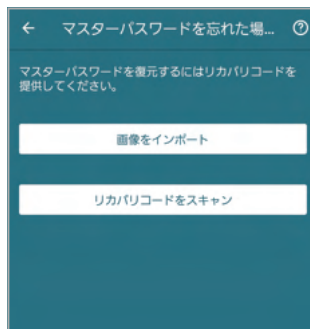 マスターパスワードを忘れた場...
マスターパスワードを復元するにはリカバリコードを
提供してください。
画像をインポート
リカバリコードをスキャン